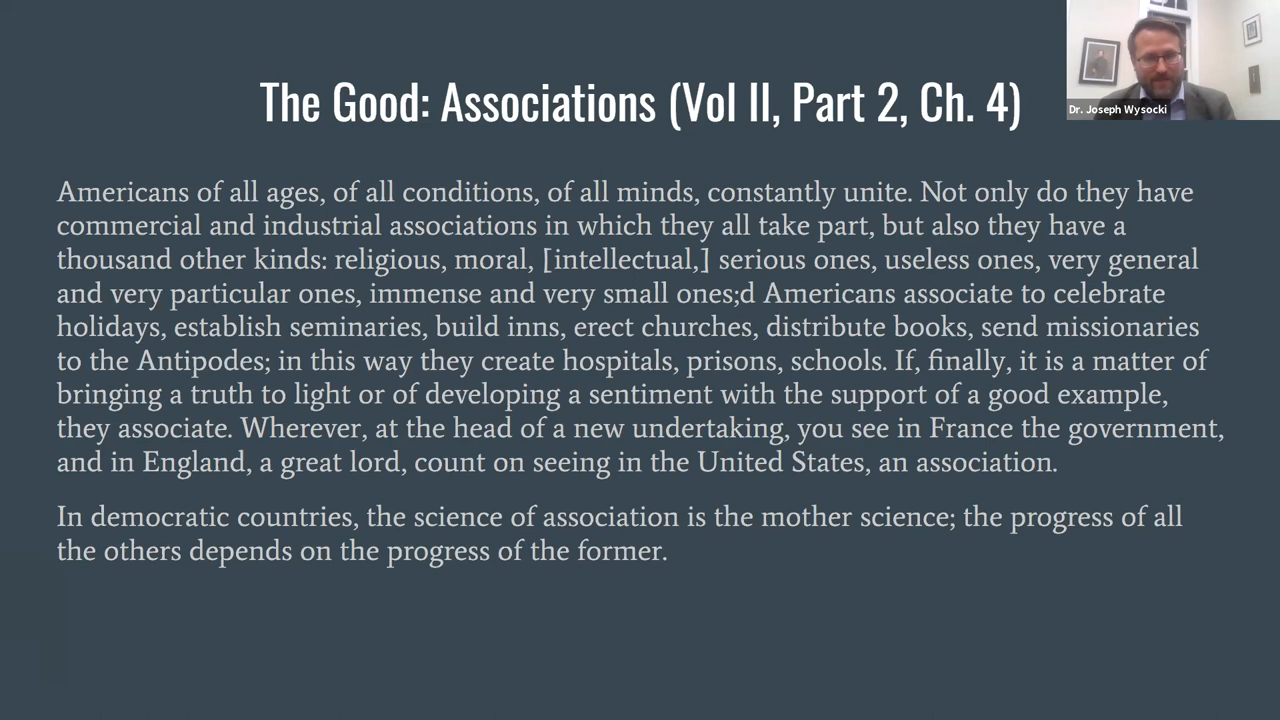 The Good: Associations (Vol II, Part 2, Ch. 4)
Dr. Joseph Wysocki
Americans of all ages, of all conditions, of all minds, constantly unite. Not only do they have
commercial and industrial associations in which they all take part, but also they have a
thousand other kinds: religious, moral, [intellectual,] serious ones, useless ones, very general
and very particular ones, immense and very small ones;d Americans associate to celebrate
holidays, establish seminaries, build inns, erect churches, distribute books, send missionaries
to the Antipodes; in this way they create hospitals, prisons, schools. If, finally, it is a matter of
bringing a truth to light or of developing a sentiment with the support of a good example,
they associate. Wherever, at the head of a new undertaking, you see in France the government,
and in England, a great lord, count on seeing in the United States, an association.
In democratic countries, the science of association is the mother science; the progress of all
the others depends on the progress of the former.